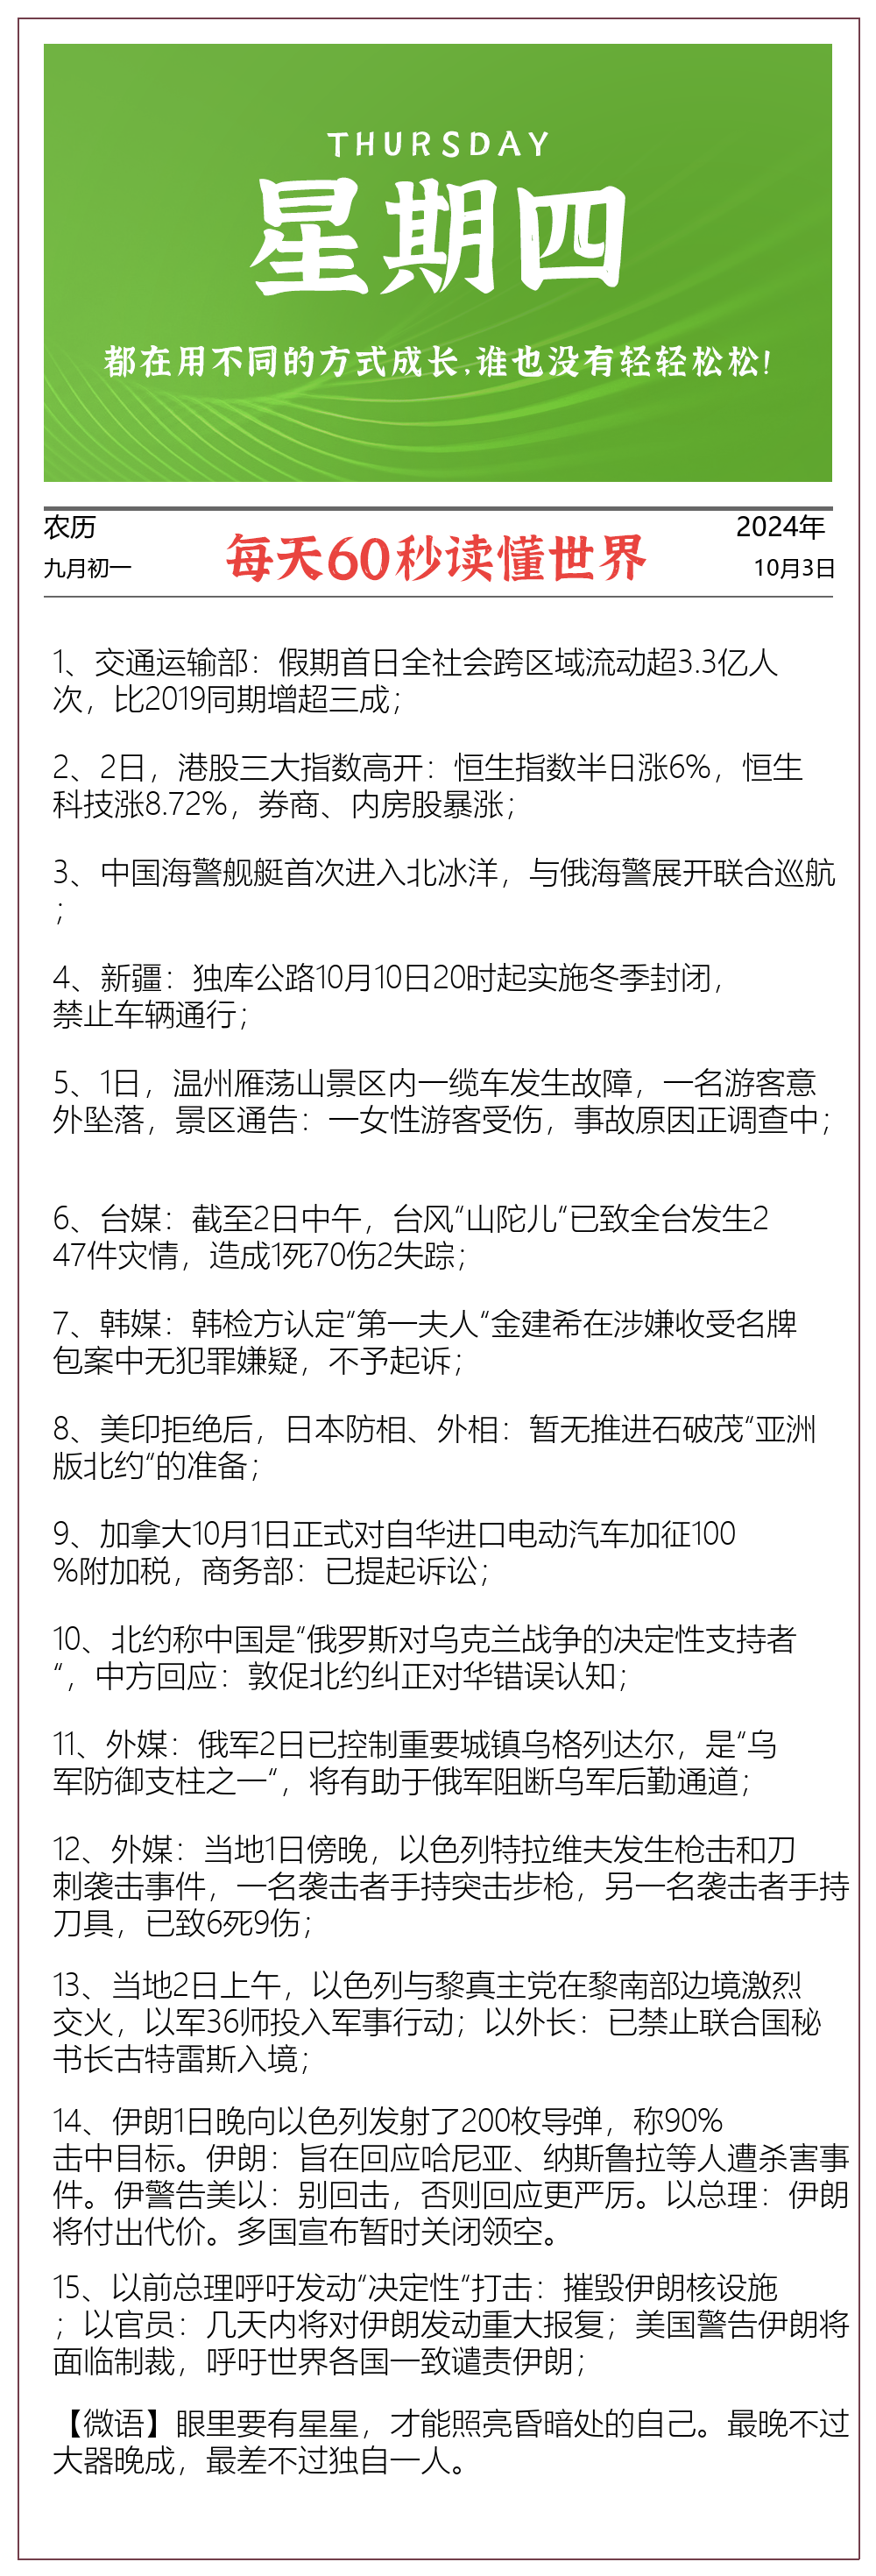 THURSDAY
星期四
都在用不同的方式成长,谁也没有轻轻松松!
农历
九月初一
每天60秒读懂世界
2024年
10月3日
1、交通运输部：假期首日全社会跨区域流动超3.3亿人
次，比2019同期增超三成；
2、2日，港股三大指数高开：恒生指数半日涨6%，恒生
科技涨8.72%，券商、内房股暴涨；
3、中国海警舰艇首次进入北冰洋，与俄海警展开联合巡航
；
4、新疆：独库公路10月10日20时起实施冬季封闭，
禁止车辆通行；
5、1日，温州雁荡山景区内一缆车发生故障，一名游客意
外坠落，景区通告：一女性游客受伤，事故原因正调查中；
6、台媒：截至2日中午，台风“山陀儿“已致全台发生2
47件灾情，造成1死70伤2失踪；
7、韩媒：韩检方认定“第一夫人“金建希在涉嫌收受名牌
包案中无犯罪嫌疑，不予起诉；
8、美印拒绝后，日本防相、外相：暂无推进石破茂“亚洲
版北约“的准备；
9、加拿大10月1日正式对自华进口电动汽车加征100
%附加税，商务部：已提起诉讼；
10、北约称中国是“俄罗斯对乌克兰战争的决定性支持者
“，中方回应：敦促北约纠正对华错误认知；
11、外媒：俄军2日已控制重要城镇乌格列达尔，是“乌
军防御支柱之一“，将有助于俄军阻断乌军后勤通道；
12、外媒：当地1日傍晚，以色列特拉维夫发生枪击和刀
刺袭击事件，一名袭击者手持突击步枪，另一名袭击者手持
刀具，已致6死9伤；
13、当地2日上午，以色列与黎真主党在黎南部边境激烈
交火，以军36师投入军事行动；以外长：已禁止联合国秘
书长古特雷斯入境；
14、伊朗1日晚向以色列发射了200枚导弹，称90%
击中目标。伊朗：旨在回应哈尼亚、纳斯鲁拉等人遭杀害事
件。伊警告美以：别回击，否则回应更严厉。以总理：伊朗
将付出代价。多国宣布暂时关闭领空。
15、以前总理呼吁发动“决定性“打击：摧毁伊朗核设施
；以官员：几天内将对伊朗发动重大报复；美国警告伊朗将
面临制裁，呼吁世界各国一致谴责伊朗；
【微语】眼里要有星星，才能照亮昏暗处的自己。最晚不过
大器晚成，最差不过独自一人。